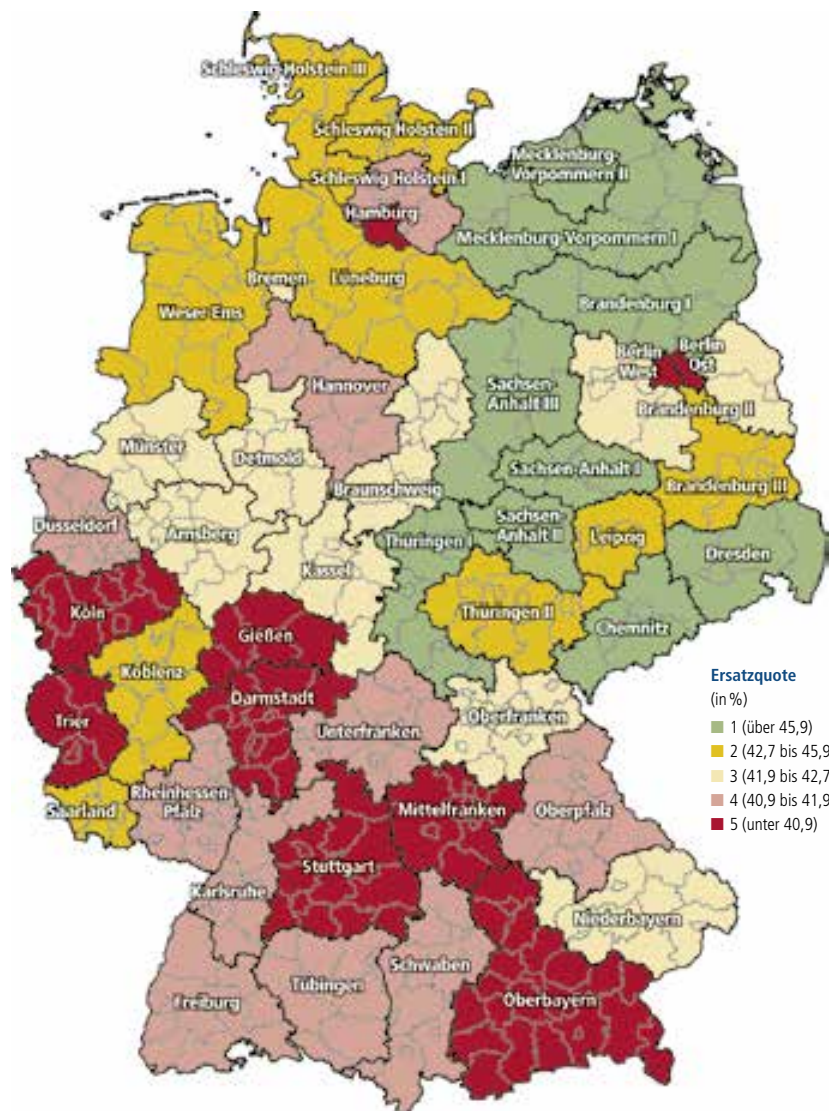 Schleswig Holstein III
Schleswig Holstein II
Mecklenburg-
Vorpommern II
Schleswig Holstein I
Hamburg
Mecklenburg-Vorpommern I
Bremen
Lüneburg
Brandenburg I
Weser-Ems
Berlin
West
Berlin
Ost
Hannover
Sachsen-
Anhalt III
Brandenburg II
Münster
Detmold
Sachsen-Anhalt I
Braunschweig
Brandenburg III
Düsseldorf
Arnsberg
Sachsen-
Anhalt II
Leipzig
Thüringen I
Dresden
Kassel
Köln
Thüringen II
Chemnitz
Gießen
Koblenz
Darmstadt
Trier
Unterfranken
Oberfranken
Rheinhessen-
Pfalz
Saarland
Mittelfranken
Oberpfalz
Stuttgart
Karlsruhe
Niederbayern
Schwaben
Tübingen
Freiburg
Oberbayern
Ersatzquote
(in %)
1 (über 45,9)
2 (42,7 bis 45,9
3 (41,9 bis 42,7
4 (40,9 bis 41,9
5 (unter 40,9)